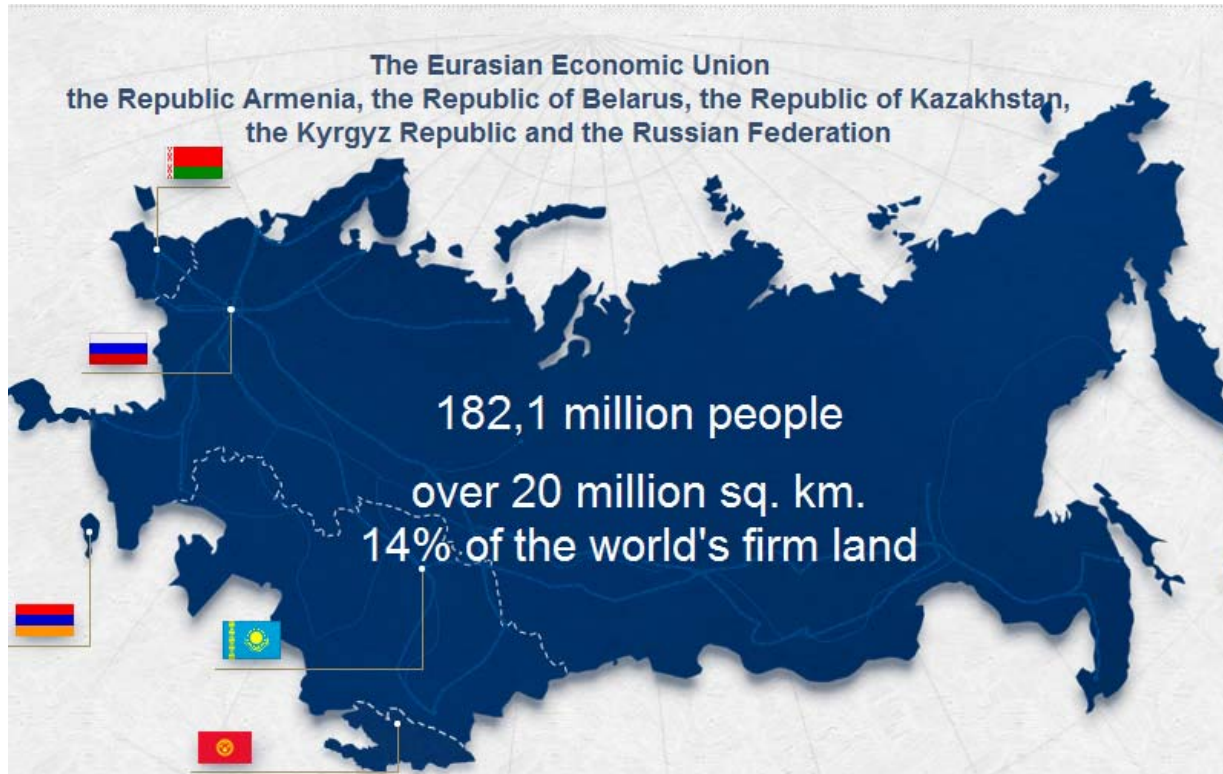 The Eurasian Economic Union
the Republic Armenia, the Republic of Belarus, the Republic of Kazakhstan,
the Kyrgyz Republic and the Russian Federation
182,1 million people
over 20 million sq. km.
14% of the world's firm land